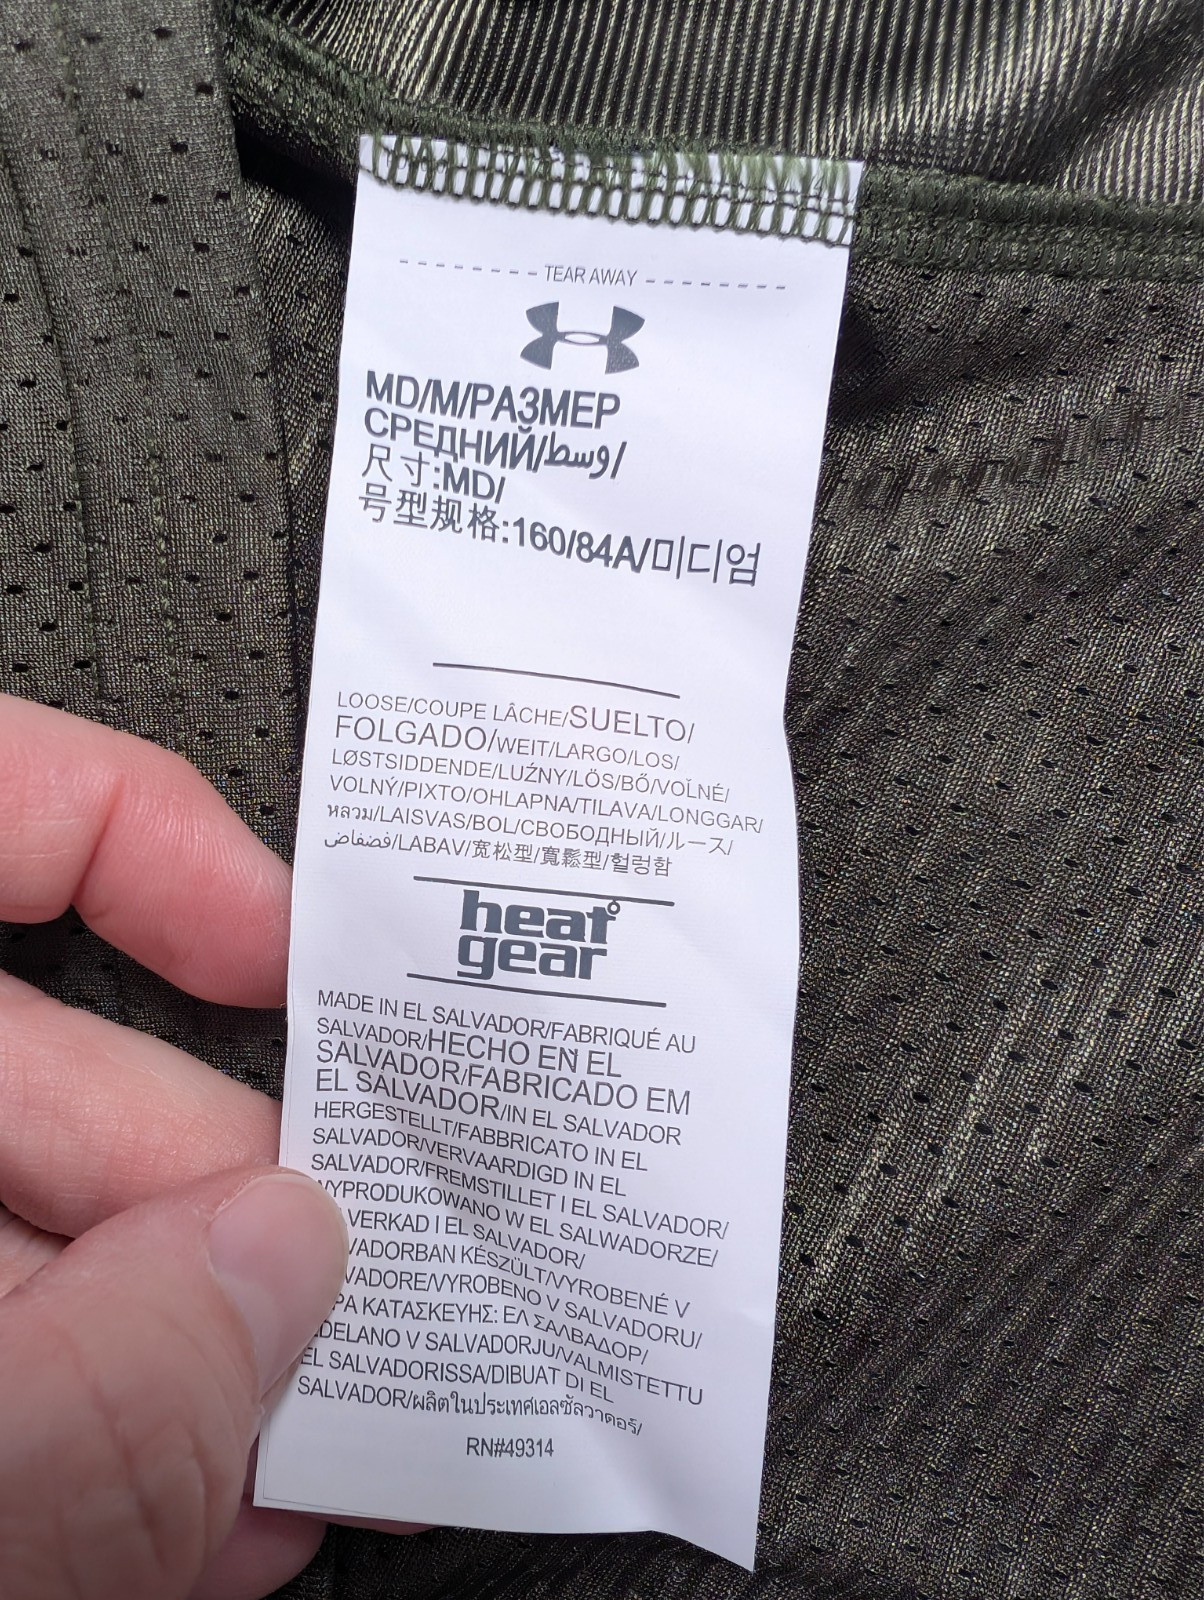 TEAR AWAY
MD/M/РАЗМЕР
СРЕДНИЙ/وسط/
尺寸:MD/
号型规格:160/84A/미디엄
LOOSE/COUPE LÂCHE/SUELTO/
FOLGADO/WEIT/LARGO/LOS/
LØSTSIDDENDE/LUŹNY/LÖS/BŐ/VOĽNÉ/
VOLNÝ/PIXTO/OHLAPNA/TILAVA/LONGGAR/
หลวม/LAISVAS/BOL/СВОБОДНЫЙ/ルース/
فضفاض/LABAV/宽松型/寬鬆型/헐렁함
heat°
gear
MADE IN EL SALVADOR/FABRIQUÉ AU
SALVADOR/HECHO EN EL
SALVADOR/FABRICADO EM
EL SALVADOR/IN EL SALVADOR
HERGESTELLT/FABBRICATO IN EL
SALVADOR/VERVAARDIGD IN EL
SALVADOR/FREMSTILLET I EL SALVADOR/
WYPRODUKOWANO W EL SALWADORZE/
VERKAD I EL SALVADOR/
VADORBAN KÉSZÜLT/VYROBENÉ V
VADORE/VYROBENO V SALVADORU/
ΡΑ ΚΑΤΑΣΚΕΥΗΣ: ΕΛ ΣΑΛΒΑΔΟΡ/
DELANO V SALVADORJU/VALMISTETTU
EL SALVADORISSA/DIBUAT DI EL
SALVADOR/ผลิตในประเทศเอลซัลวาดอร์/
RN#49314